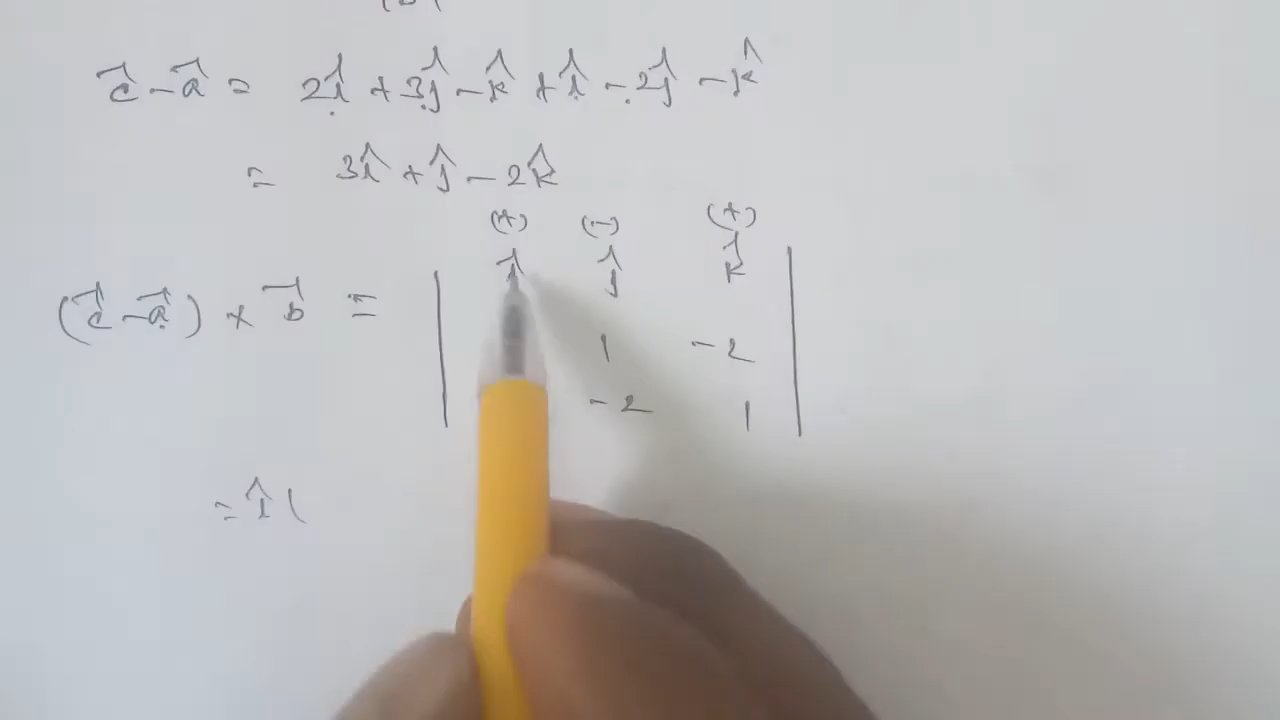 c⃗ - a⃗ = 2î + 3ĵ - k̂ + î - 2ĵ - k̂
= 3î + ĵ - 2k̂
(+) (-) (+)
î ĵ k̂
(c⃗ - a⃗) × b⃗ =
1 -2
-2 1
= î (